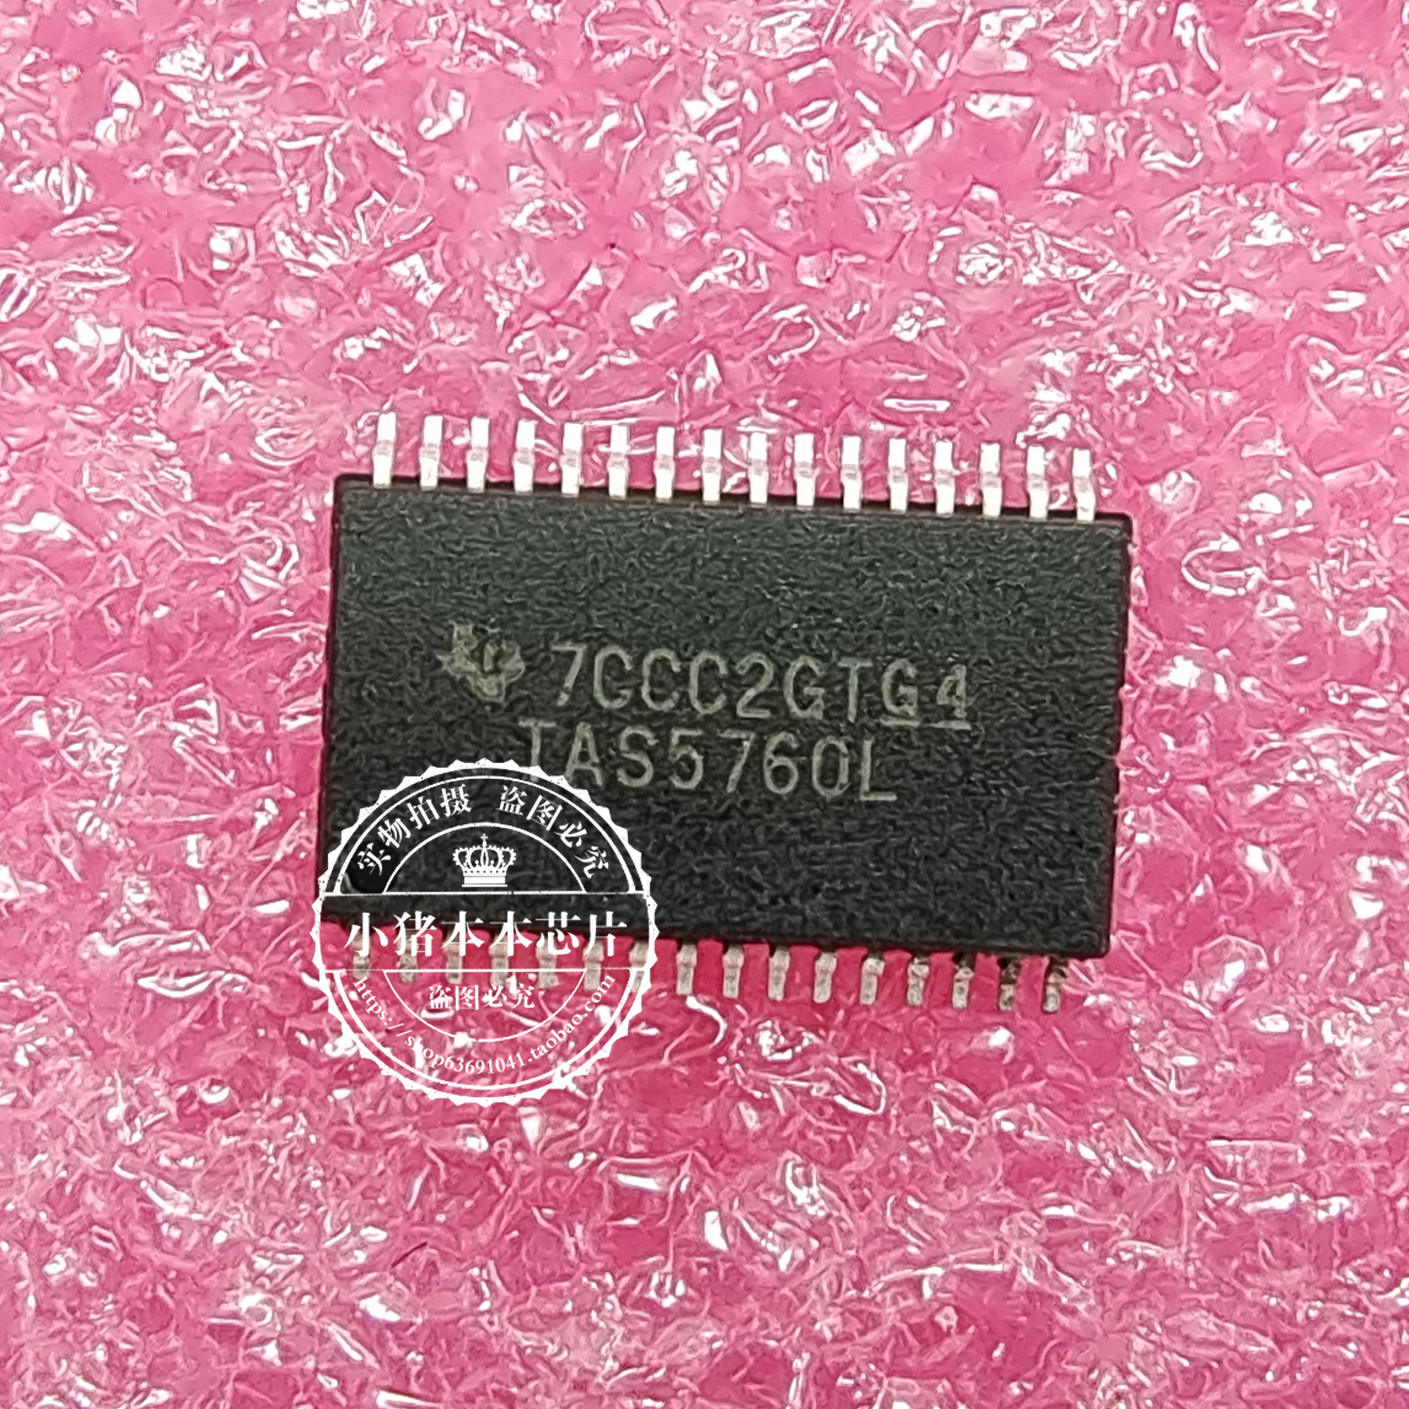 7CCC2GTG4
TAS5760L
实物拍摄 盗图必究
小猪本本芯片
盗图必究
https://shop63691041.taobao.com